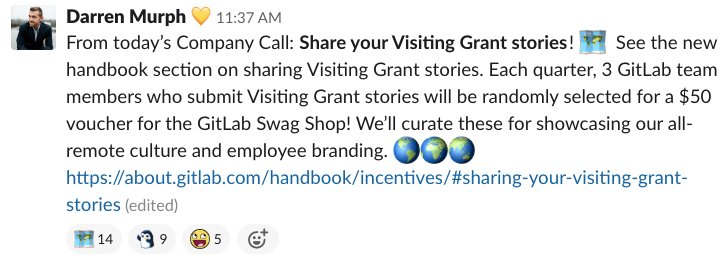 Darren Murph 💛 11:37 AM
From today’s Company Call: Share your Visiting Grant stories! 🗺️ See the new
handbook section on sharing Visiting Grant stories. Each quarter, 3 GitLab team
members who submit Visiting Grant stories will be randomly selected for a $50
voucher for the GitLab Swag Shop! We’ll curate these for showcasing our all-
remote culture and employee branding. 🌎🌍🌏
https://about.gitlab.com/handbook/incentives/#sharing-your-visiting-grant-
stories (edited)
🗺️ 14 🐧 9 😆 5